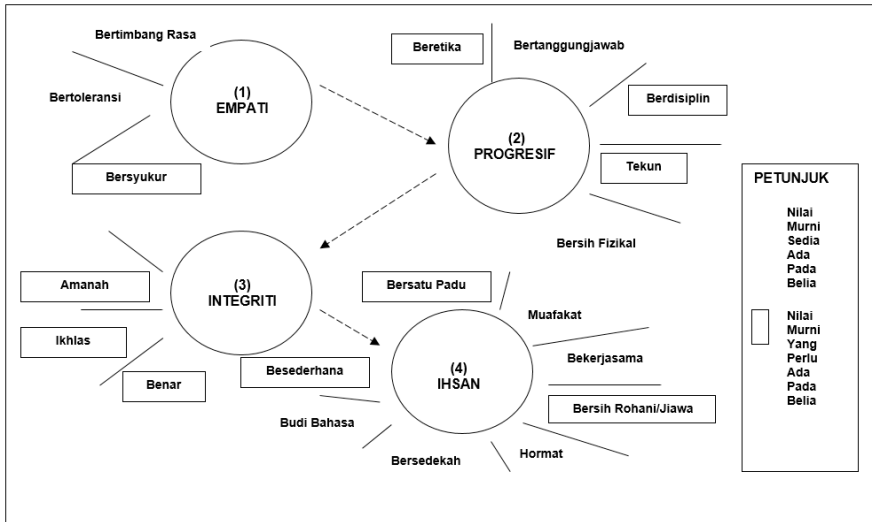 Bertimbang Rasa
Bertoleransi
Bersyukur
(1)
EMPATI
Beretika
Bertanggungjawab
Berdisiplin
Tekun
Bersih Fizikal
(2)
PROGRESIF
Amanah
Ikhlas
Benar
(3)
INTEGRITI
Bersatu Padu
Muafakat
Bekerjasama
Bersih Rohani/Jiawa
Hormat
Bersedekah
Budi Bahasa
Besederhana
(4)
IHSAN
PETUNJUK
Nilai
Murni
Sedia
Ada
Pada
Belia
Nilai
Murni
Yang
Perlu
Ada
Pada
Belia